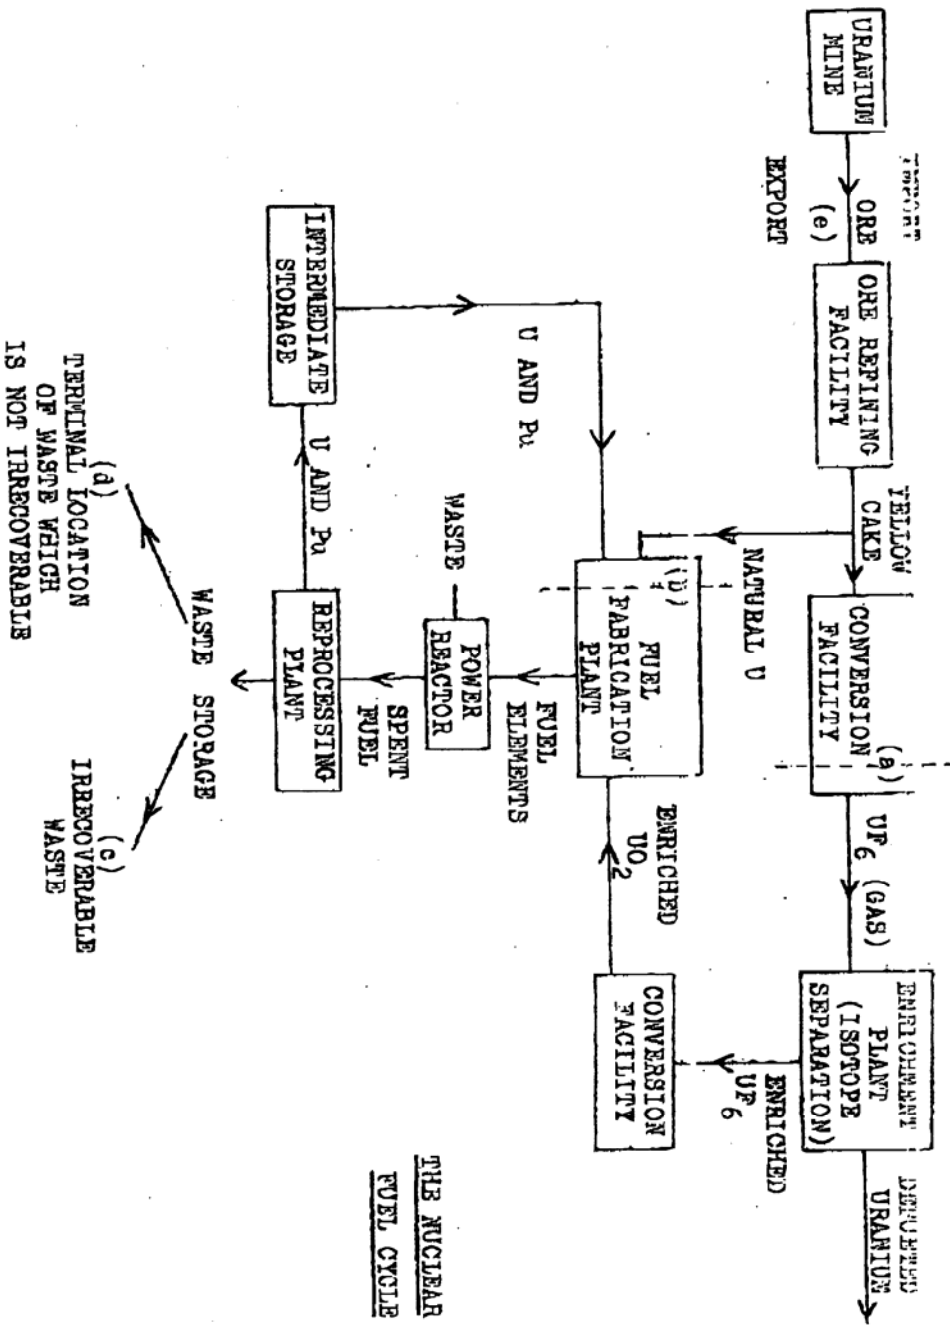 URANIUM
MINE
IMPORT
ORE
(e)
EXPORT
ORE REFINING
FACILITY
YELLOW
CAKE
NATURAL U
CONVERSION
FACILITY
(a)
UF6 (GAS)
ENRICHMENT
PLANT
(ISOTOPE
SEPARATION)
DEPLETED
URANIUM
ENRICHED
UF6
CONVERSION
FACILITY
ENRICHED
UO2
(b)
FUEL
FABRICATION
PLANT
U AND Pu
INTERMEDIATE
STORAGE
U AND Pu
FUEL
ELEMENTS
WASTE
POWER
REACTOR
SPENT
FUEL
REPROCESSING
PLANT
WASTE STORAGE
(d)
TERMINAL LOCATION
OF WASTE WHICH
IS NOT IRRECOVERABLE
(c)
IRRECOVERABLE
WASTE
THE NUCLEAR
FUEL CYCLE